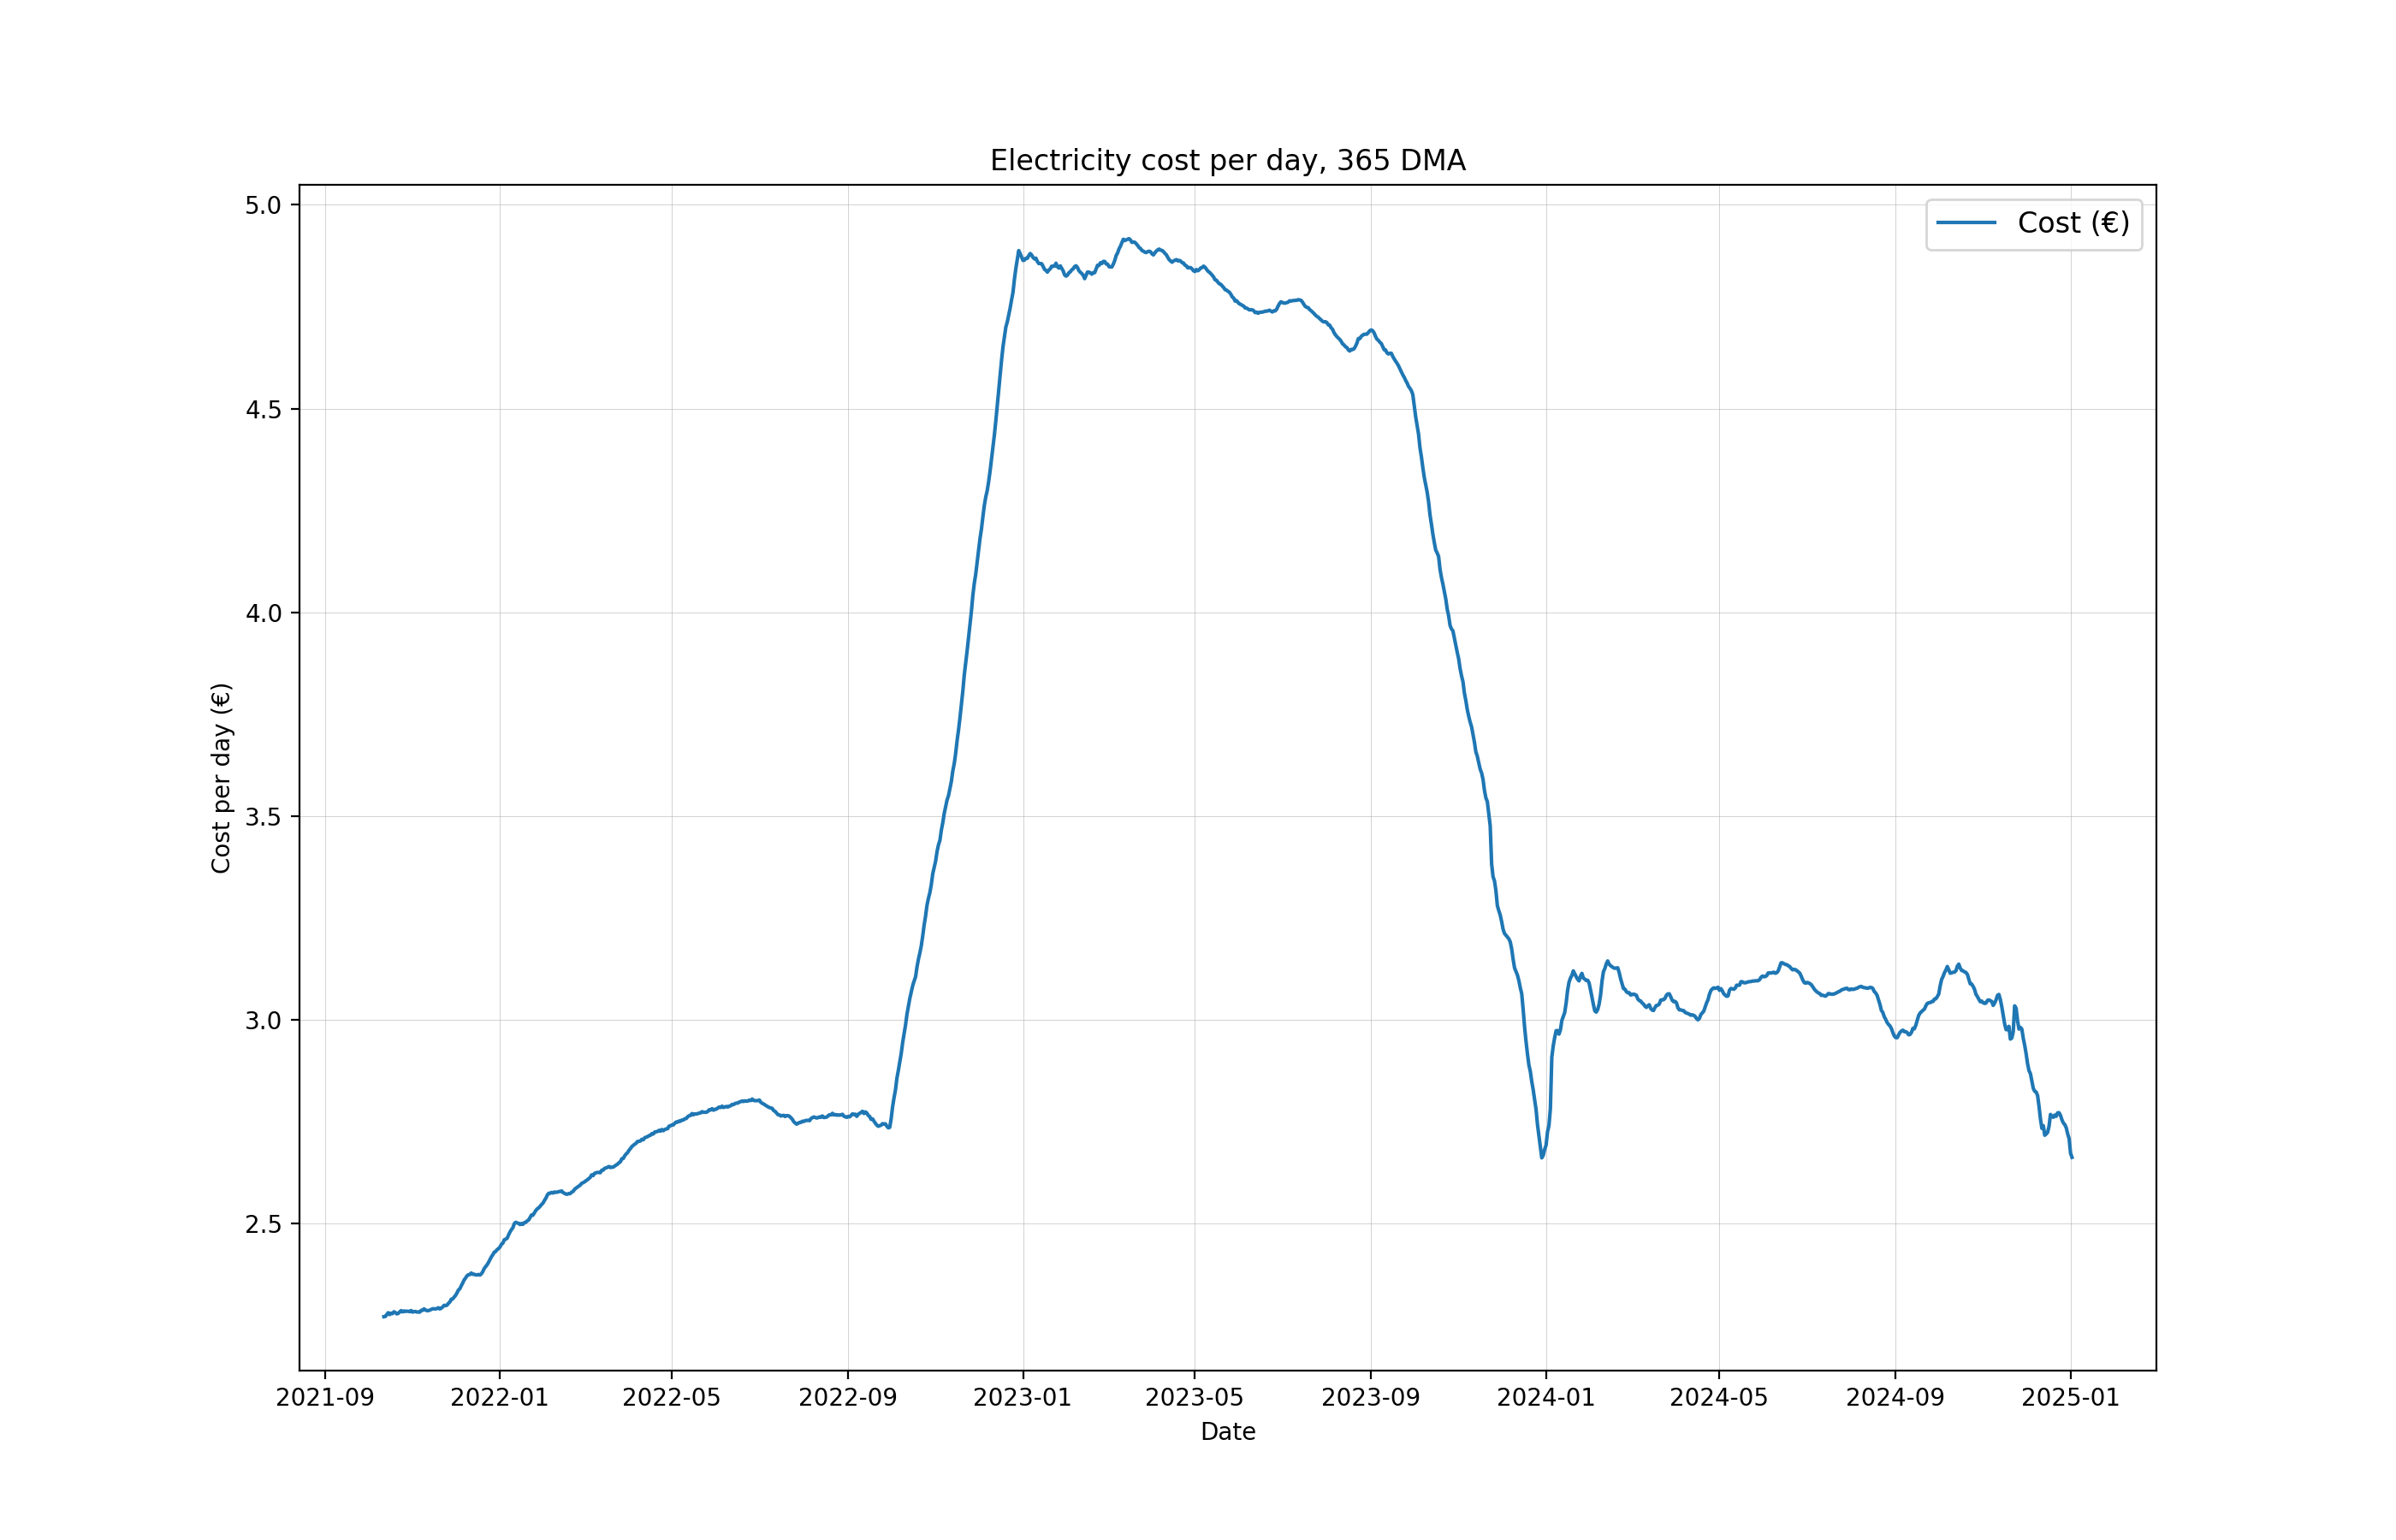 Electricity cost per day, 365 DMA
Cost (€)
5.0
4.5
4.0
3.5
3.0
2.5
Cost per day (€)
2021-09 2022-01 2022-05 2022-09 2023-01 2023-05 2023-09 2024-01 2024-05 2024-09 2025-01
Date